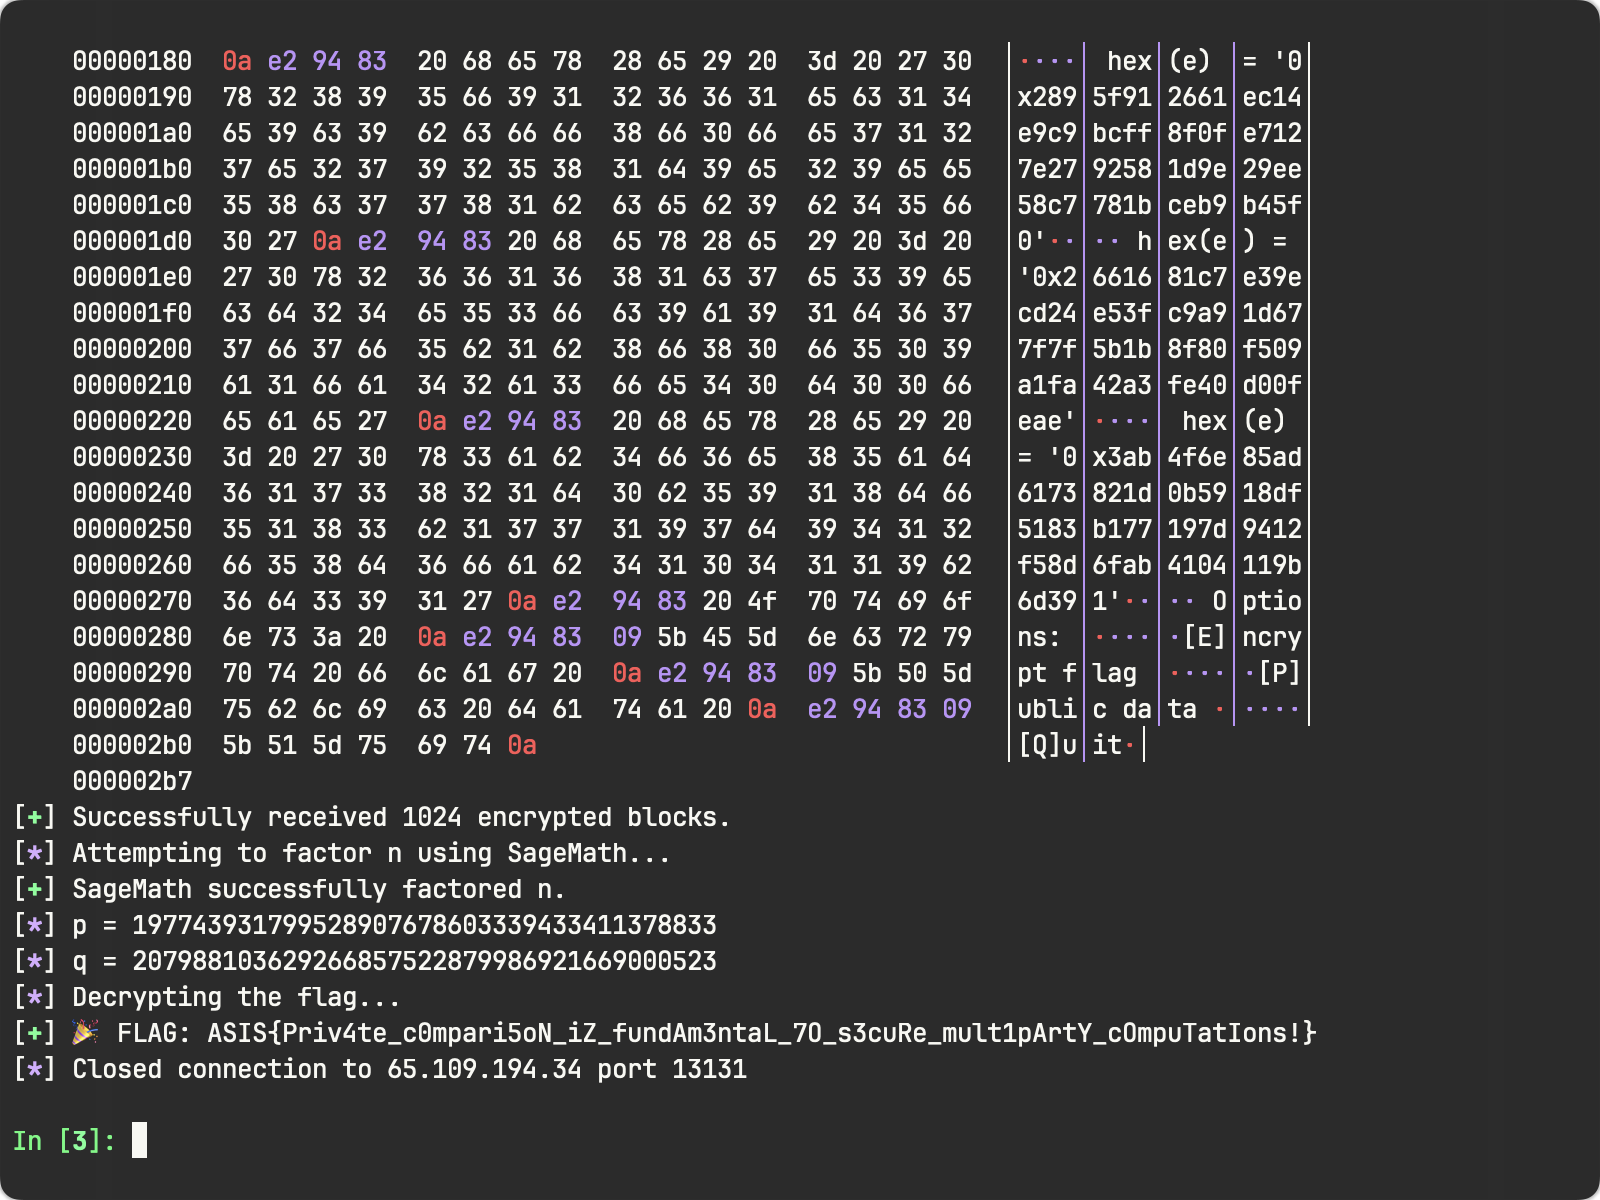 00000180  0a e2 94 83  20 68 65 78  28 65 29 20  3d 20 27 30  │····│ hex│(e) │= '0│
00000190  78 32 38 39  35 66 39 31  32 36 36 31  65 63 31 34  │x289│5f91│2661│ec14│
000001a0  65 39 63 39  62 63 66 66  38 66 30 66  65 37 31 32  │e9c9│bcff│8f0f│e712│
000001b0  37 65 32 37  39 32 35 38  31 64 39 65  32 39 65 65  │7e27│9258│1d9e│29ee│
000001c0  35 38 63 37  37 38 31 62  63 65 62 39  62 34 35 66  │58c7│781b│ceb9│b45f│
000001d0  30 27 0a e2  94 83 20 68  65 78 28 65  29 20 3d 20  │0'··│·· h│ex(e│) = │
000001e0  27 30 78 32  36 36 31 36  38 31 63 37  65 33 39 65  │'0x2│6616│81c7│e39e│
000001f0  63 64 32 34  65 35 33 66  63 39 61 39  31 64 36 37  │cd24│e53f│c9a9│1d67│
00000200  37 66 37 66  35 62 31 62  38 66 38 30  66 35 30 39  │7f7f│5b1b│8f80│f509│
00000210  61 31 66 61  34 32 61 33  66 65 34 30  64 30 30 66  │a1fa│42a3│fe40│d00f│
00000220  65 61 65 27  0a e2 94 83  20 68 65 78  28 65 29 20  │eae'│····│ hex│(e) │
00000230  3d 20 27 30  78 33 61 62  34 66 36 65  38 35 61 64  │= '0│x3ab│4f6e│85ad│
00000240  36 31 37 33  38 32 31 64  30 62 35 39  31 38 64 66  │6173│821d│0b59│18df│
00000250  35 31 38 33  62 31 37 37  31 39 37 64  39 34 31 32  │5183│b177│197d│9412│
00000260  66 35 38 64  36 66 61 62  34 31 30 34  31 31 39 62  │f58d│6fab│4104│119b│
00000270  36 64 33 39  31 27 0a e2  94 83 20 4f  70 74 69 6f  │6d39│1'··│·· O│ptio│
00000280  6e 73 3a 20  0a e2 94 83  09 5b 45 5d  6e 63 72 79  │ns: │····│·[E]│ncry│
00000290  70 74 20 66  6c 61 67 20  0a e2 94 83  09 5b 50 5d  │pt f│lag │····│·[P]│
000002a0  75 62 6c 69  63 20 64 61  74 61 20 0a  e2 94 83 09  │ubli│c da│ta ·│····│
000002b0  5b 51 5d 75  69 74 0a                               │[Q]u│it·│
000002b7
[+] Successfully received 1024 encrypted blocks.
[*] Attempting to factor n using SageMath...
[+] SageMath successfully factored n.
[*] p = 197743931799528907678603339433411378833
[*] q = 207988103629266857522879986921669000523
[*] Decrypting the flag...
[+] 🎉 FLAG: ASIS{Priv4te_c0mpari5oN_iZ_fundAm3ntaL_7O_s3cuRe_mult1pArtY_cOmpuTatIons!}
[*] Closed connection to 65.109.194.34 port 13131
In [3]: